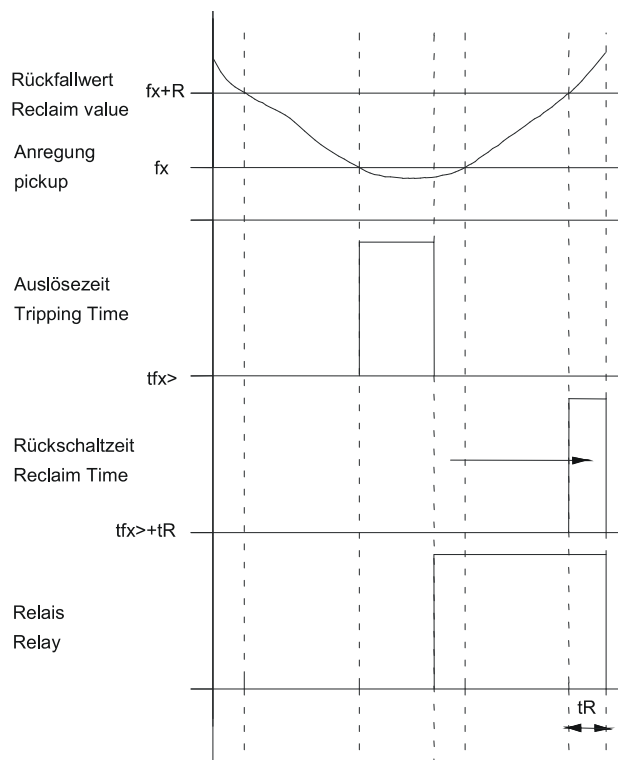 Rückfallwert
Reclaim value
fx+R
Anregung
pickup
fx
Auslösezeit
Tripping Time
tfx>
Rückschaltzeit
Reclaim Time
tfx>+tR
Relais
Relay
tR